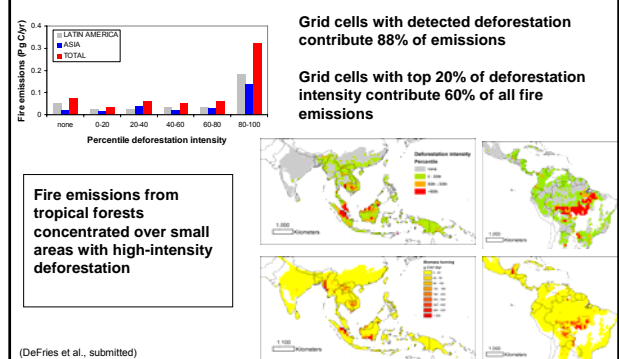 Fire emissions (Pg C/yr)
0.4
0.3
0.2
0.1
0
LATIN AMERICA
ASIA
TOTAL
none 0-20 20-40 40-60 60-80 80-100
Percentile deforestation intensity
Grid cells with detected deforestation
contribute 88% of emissions
Grid cells with top 20% of deforestation
intensity contribute 60% of all fire
emissions
Fire emissions from
tropical forests
concentrated over small
areas with high-intensity
deforestation
Deforestation intensity
Percentile
Kilometers
Kilometers
Biomass burning
Kilometers
Kilometers
(DeFries et al., submitted)